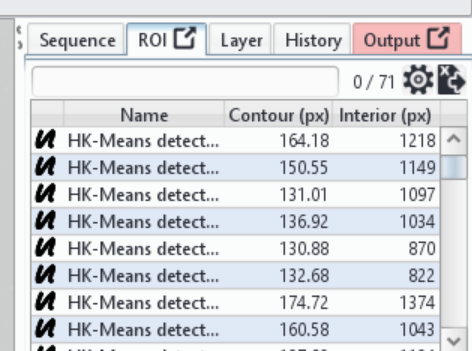 Sequence ROI Layer History Output
0 / 71
Name Contour (px) Interior (px)
HK-Means detect... 164.18 1218
HK-Means detect... 150.55 1149
HK-Means detect... 131.01 1097
HK-Means detect... 136.92 1034
HK-Means detect... 130.88 870
HK-Means detect... 132.68 822
HK-Means detect... 174.72 1374
HK-Means detect... 160.58 1043